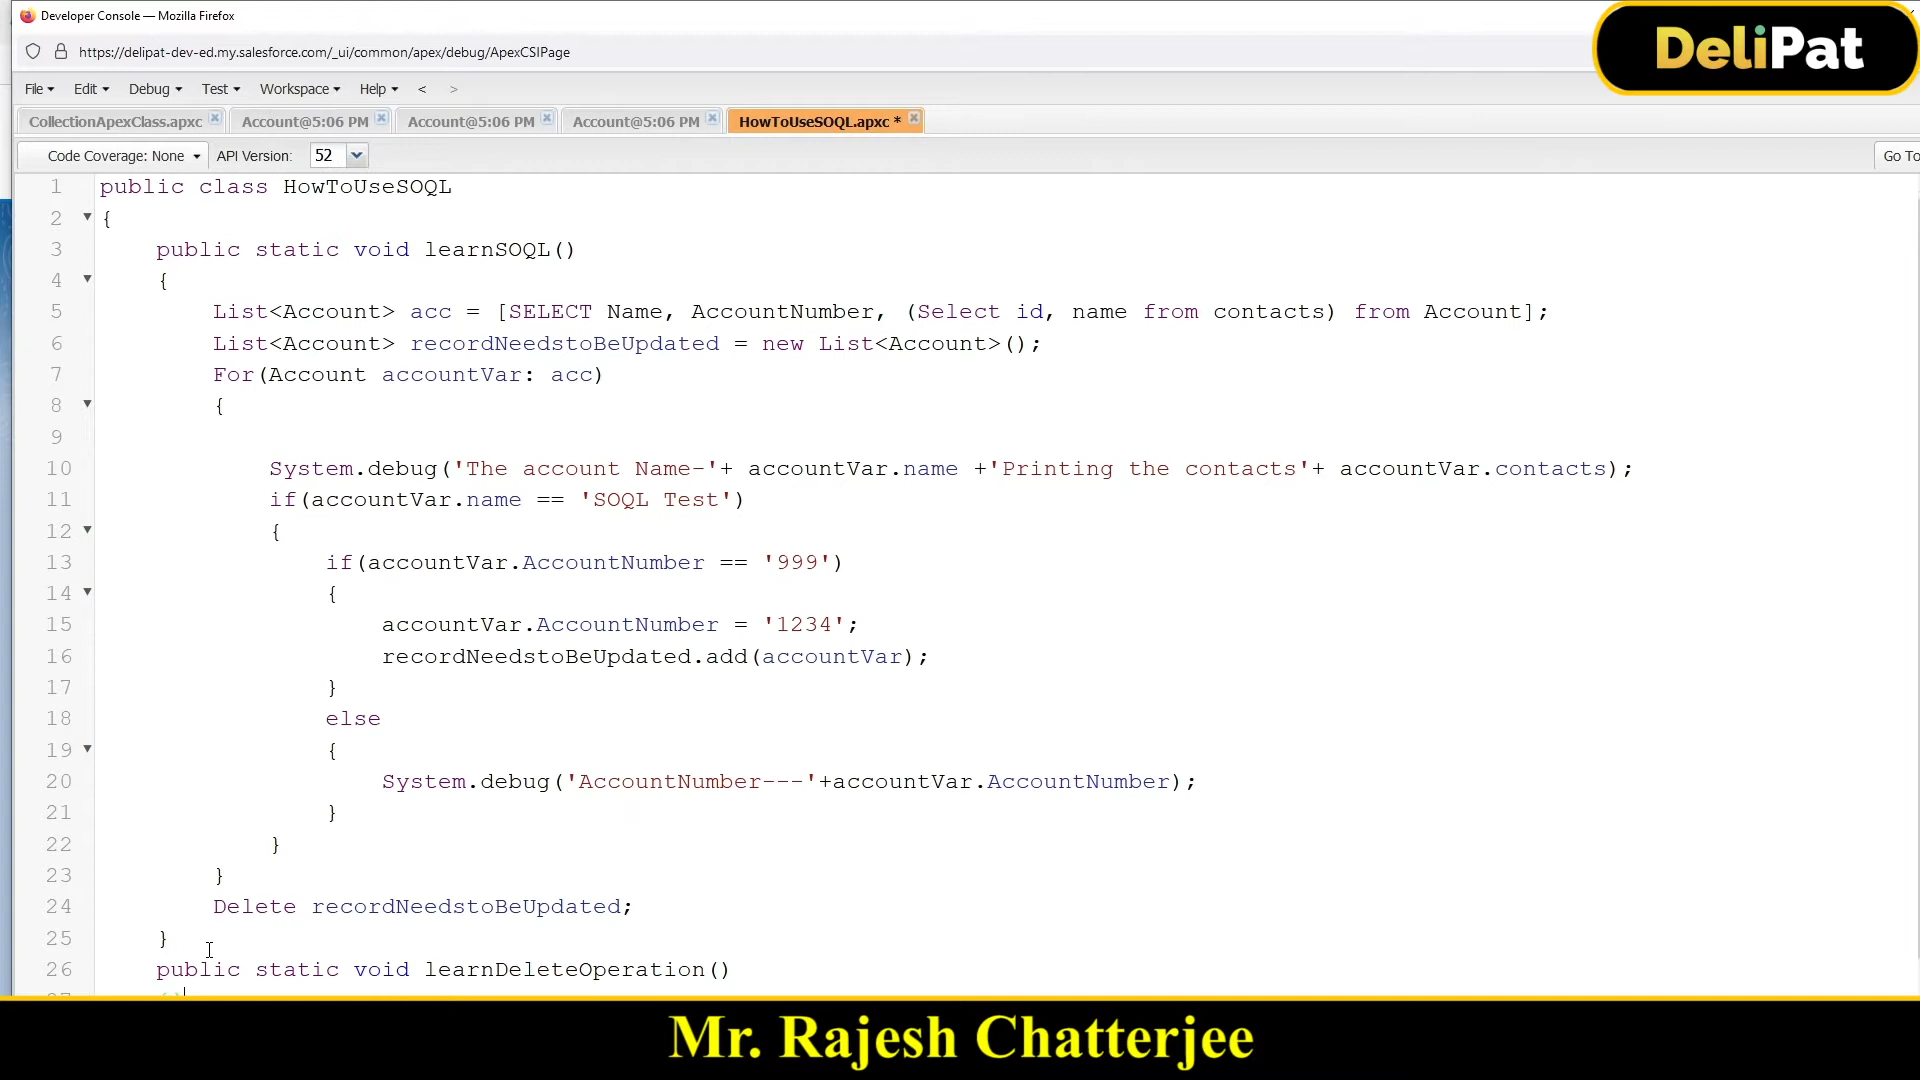 Developer Console — Mozilla Firefox
https://delipat-dev-ed.my.salesforce.com/_ui/common/apex/debug/ApexCSIPage
DeliPat
File Edit Debug Test Workspace Help < >
CollectionApexClass.apxc Account@5:06 PM Account@5:06 PM Account@5:06 PM HowToUseSOQL.apxc *
Code Coverage: None API Version: 52 Go To
1 public class HowToUseSOQL
2 {
3 public static void learnSOQL()
4 {
5 List<Account> acc = [SELECT Name, AccountNumber, (Select id, name from contacts) from Account];
6 List<Account> recordNeedstoBeUpdated = new List<Account>();
7 For(Account accountVar: acc)
8 {
9
10 System.debug('The account Name-'+ accountVar.name +'Printing the contacts'+ accountVar.contacts);
11 if(accountVar.name == 'SOQL Test')
12 {
13 if(accountVar.AccountNumber == '999')
14 {
15 accountVar.AccountNumber = '1234';
16 recordNeedstoBeUpdated.add(accountVar);
17 }
18 else
19 {
20 System.debug('AccountNumber---'+accountVar.AccountNumber);
21 }
22 }
23 }
24 Delete recordNeedstoBeUpdated;
25 }
26 public static void learnDeleteOperation()
Mr. Rajesh Chatterjee